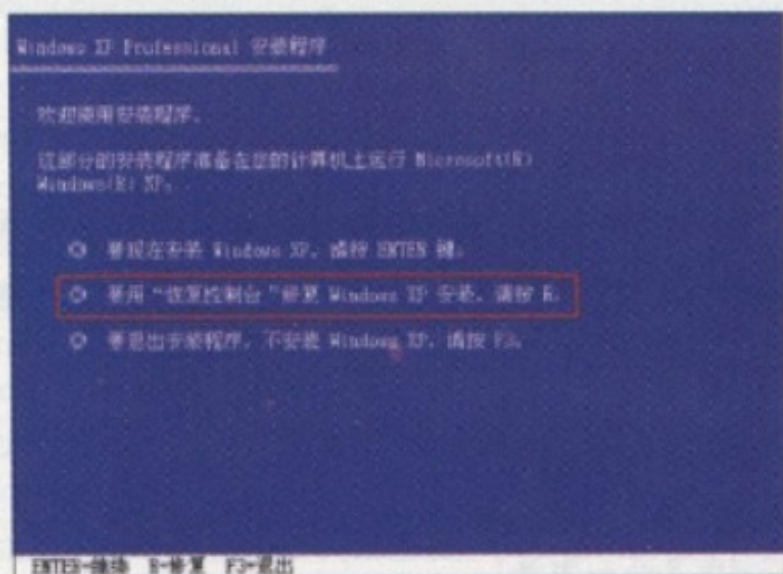 Windows XP Professional 安装程序
欢迎使用安装程序。
这部分的安装程序准备在您的计算机上运行 Microsoft(R)
Windows(R) XP。
要现在安装 Windows XP，请按 ENTER 键。
要用“恢复控制台”修复 Windows XP 安装，请按 R。
要退出安装程序，不安装 Windows XP，请按 F3。
ENTER=继续 R=修复 F3=退出